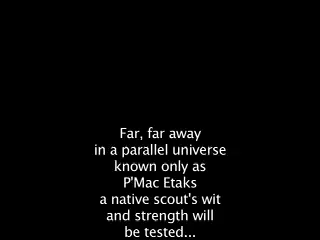 Far, far away
in a parallel universe
known only as
P'Mac Etaks
a native scout's wit
and strength will
be tested...